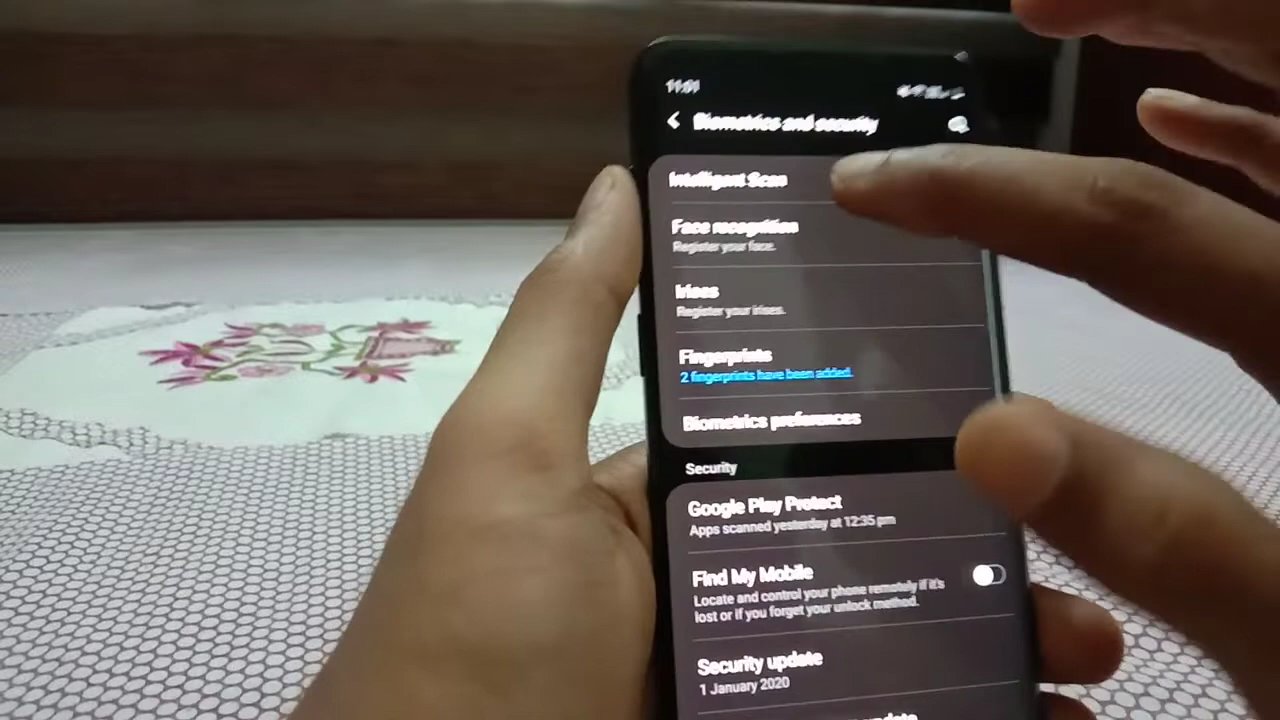 11:01
Biometrics and security
Intelligent Scan
Face recognition
Register your face.
Irises
Register your irises.
Fingerprints
2 fingerprints have been added.
Biometrics preferences
Security
Google Play Protect
Apps scanned yesterday at 12:35 pm
Find My Mobile
Locate and control your phone remotely if it's
lost or if you forget your unlock method.
Security update
1 January 2020
update